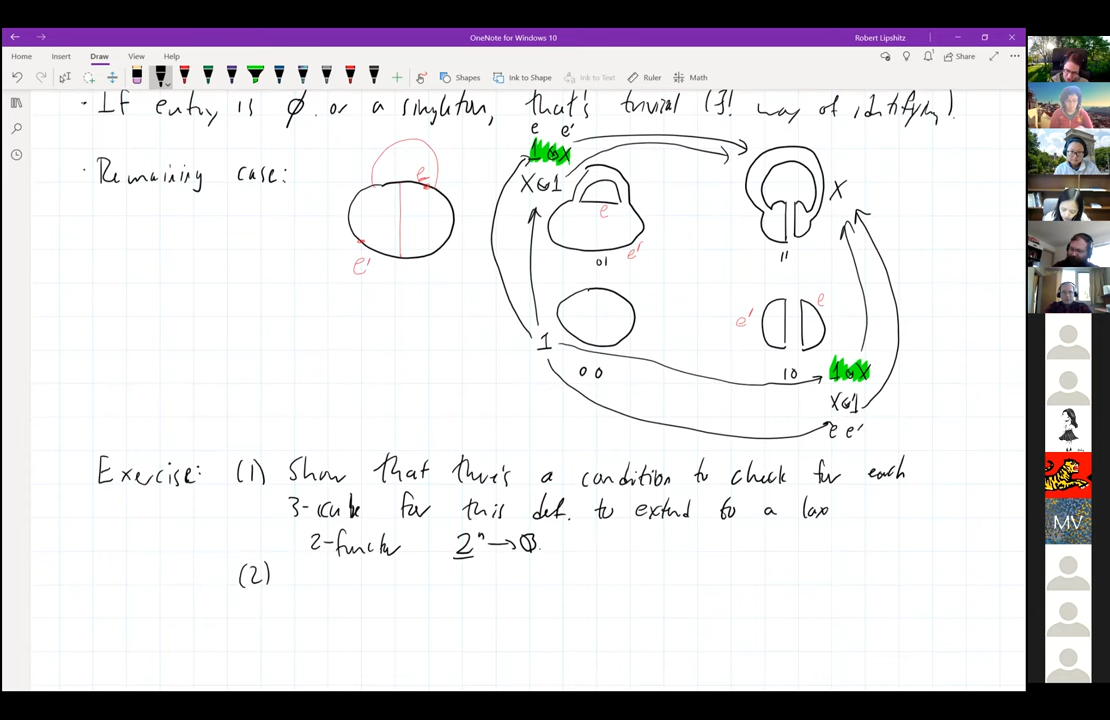 OneNote for Windows 10
Robert Lipshitz
Home Insert Draw View Help
Share
Shapes Ink to Shape Ink to Text Ruler Math
· If entry is ∅ or a singleton, that's trivial (∃! way of identifying).
· Remaining case:
e
e'
e e'
1⊗X
X⊗1
e
e'
01
X
11
1
00
e'
e
10
1⊗X
X⊗1
e e'
Exercise: (1) Show that there's a condition to check for each
3-cube for this def. to extend to a lax
2-functor 2ⁿ → B.
(2)
MV